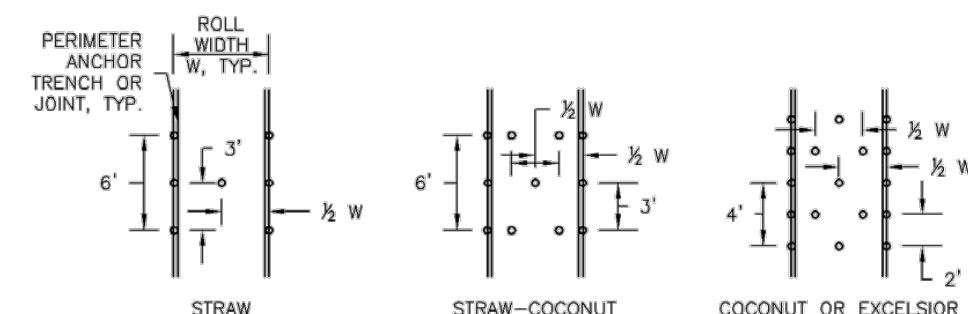 PERIMETER
ANCHOR
TRENCH OR
JOINT, TYP.
ROLL
WIDTH
W, TYP.
6'
3'
½ W
STRAW
½ W
½ W
6'
3'
STRAW-COCONUT
½ W
½ W
4'
2'
COCONUT OR EXCELSIOR